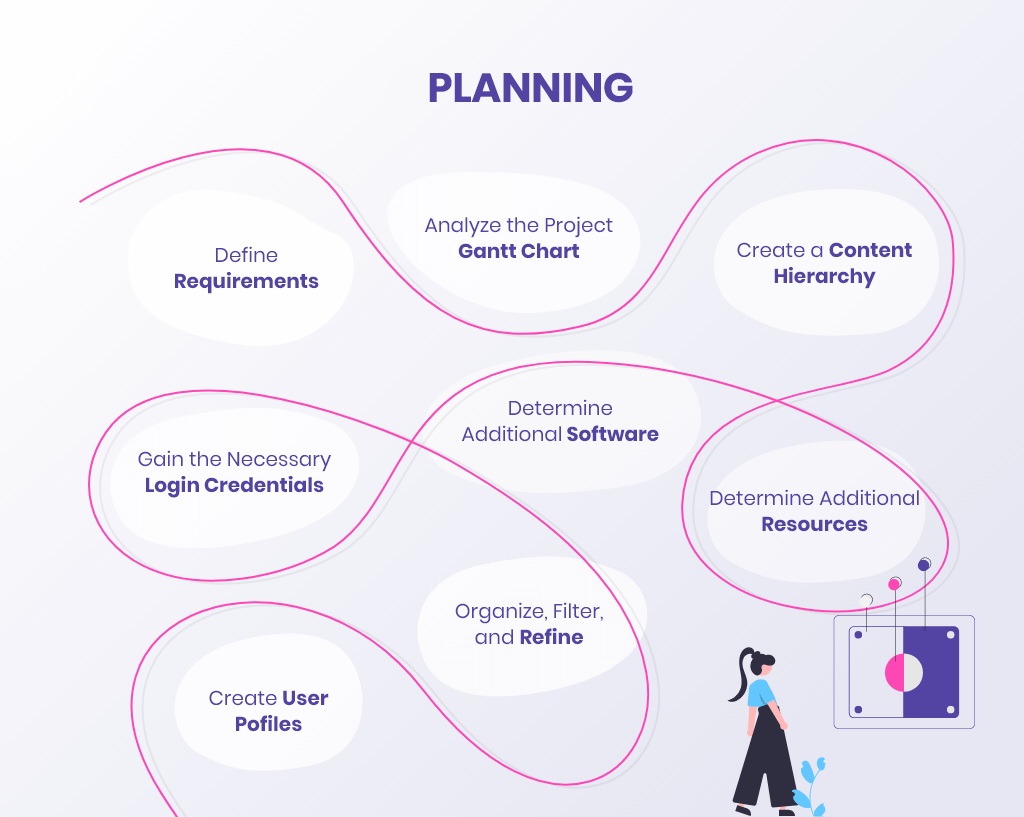 PLANNING
Define
Requirements
Analyze the Project
Gantt Chart
Create a Content
Hierarchy
Determine Additional
Resources
Determine
Additional Software
Gain the Necessary
Login Credentials
Organize, Filter,
and Refine
Create User
Pofiles